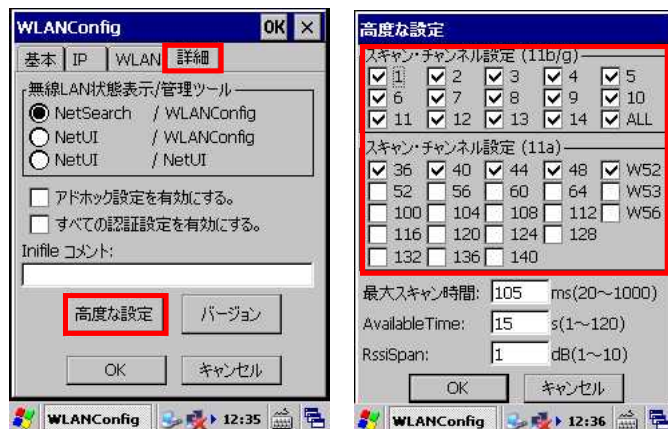 WLANConfig OK ×
基本 IP WLAN 詳細
無線LAN状態表示/管理ツール
NetSearch / WLANConfig
NetUI / WLANConfig
NetUI / NetUI
アドホック設定を有効にする。
すべての認証設定を有効にする。
Inifile コメント:
高度な設定 バージョン
OK キャンセル
WLANConfig 12:35
高度な設定
スキャン・チャンネル設定 (11b/g)
1 2 3 4 5
6 7 8 9 10
11 12 13 14 ALL
スキャン・チャンネル設定 (11a)
36 40 44 48 W52
52 56 60 64 W53
100 104 108 112 W56
116 120 124 128
132 136 140
最大スキャン時間: 105 ms(20~1000)
AvailableTime: 15 s(1~120)
RssiSpan: 1 dB(1~10)
OK キャンセル
WLANConfig 12:36